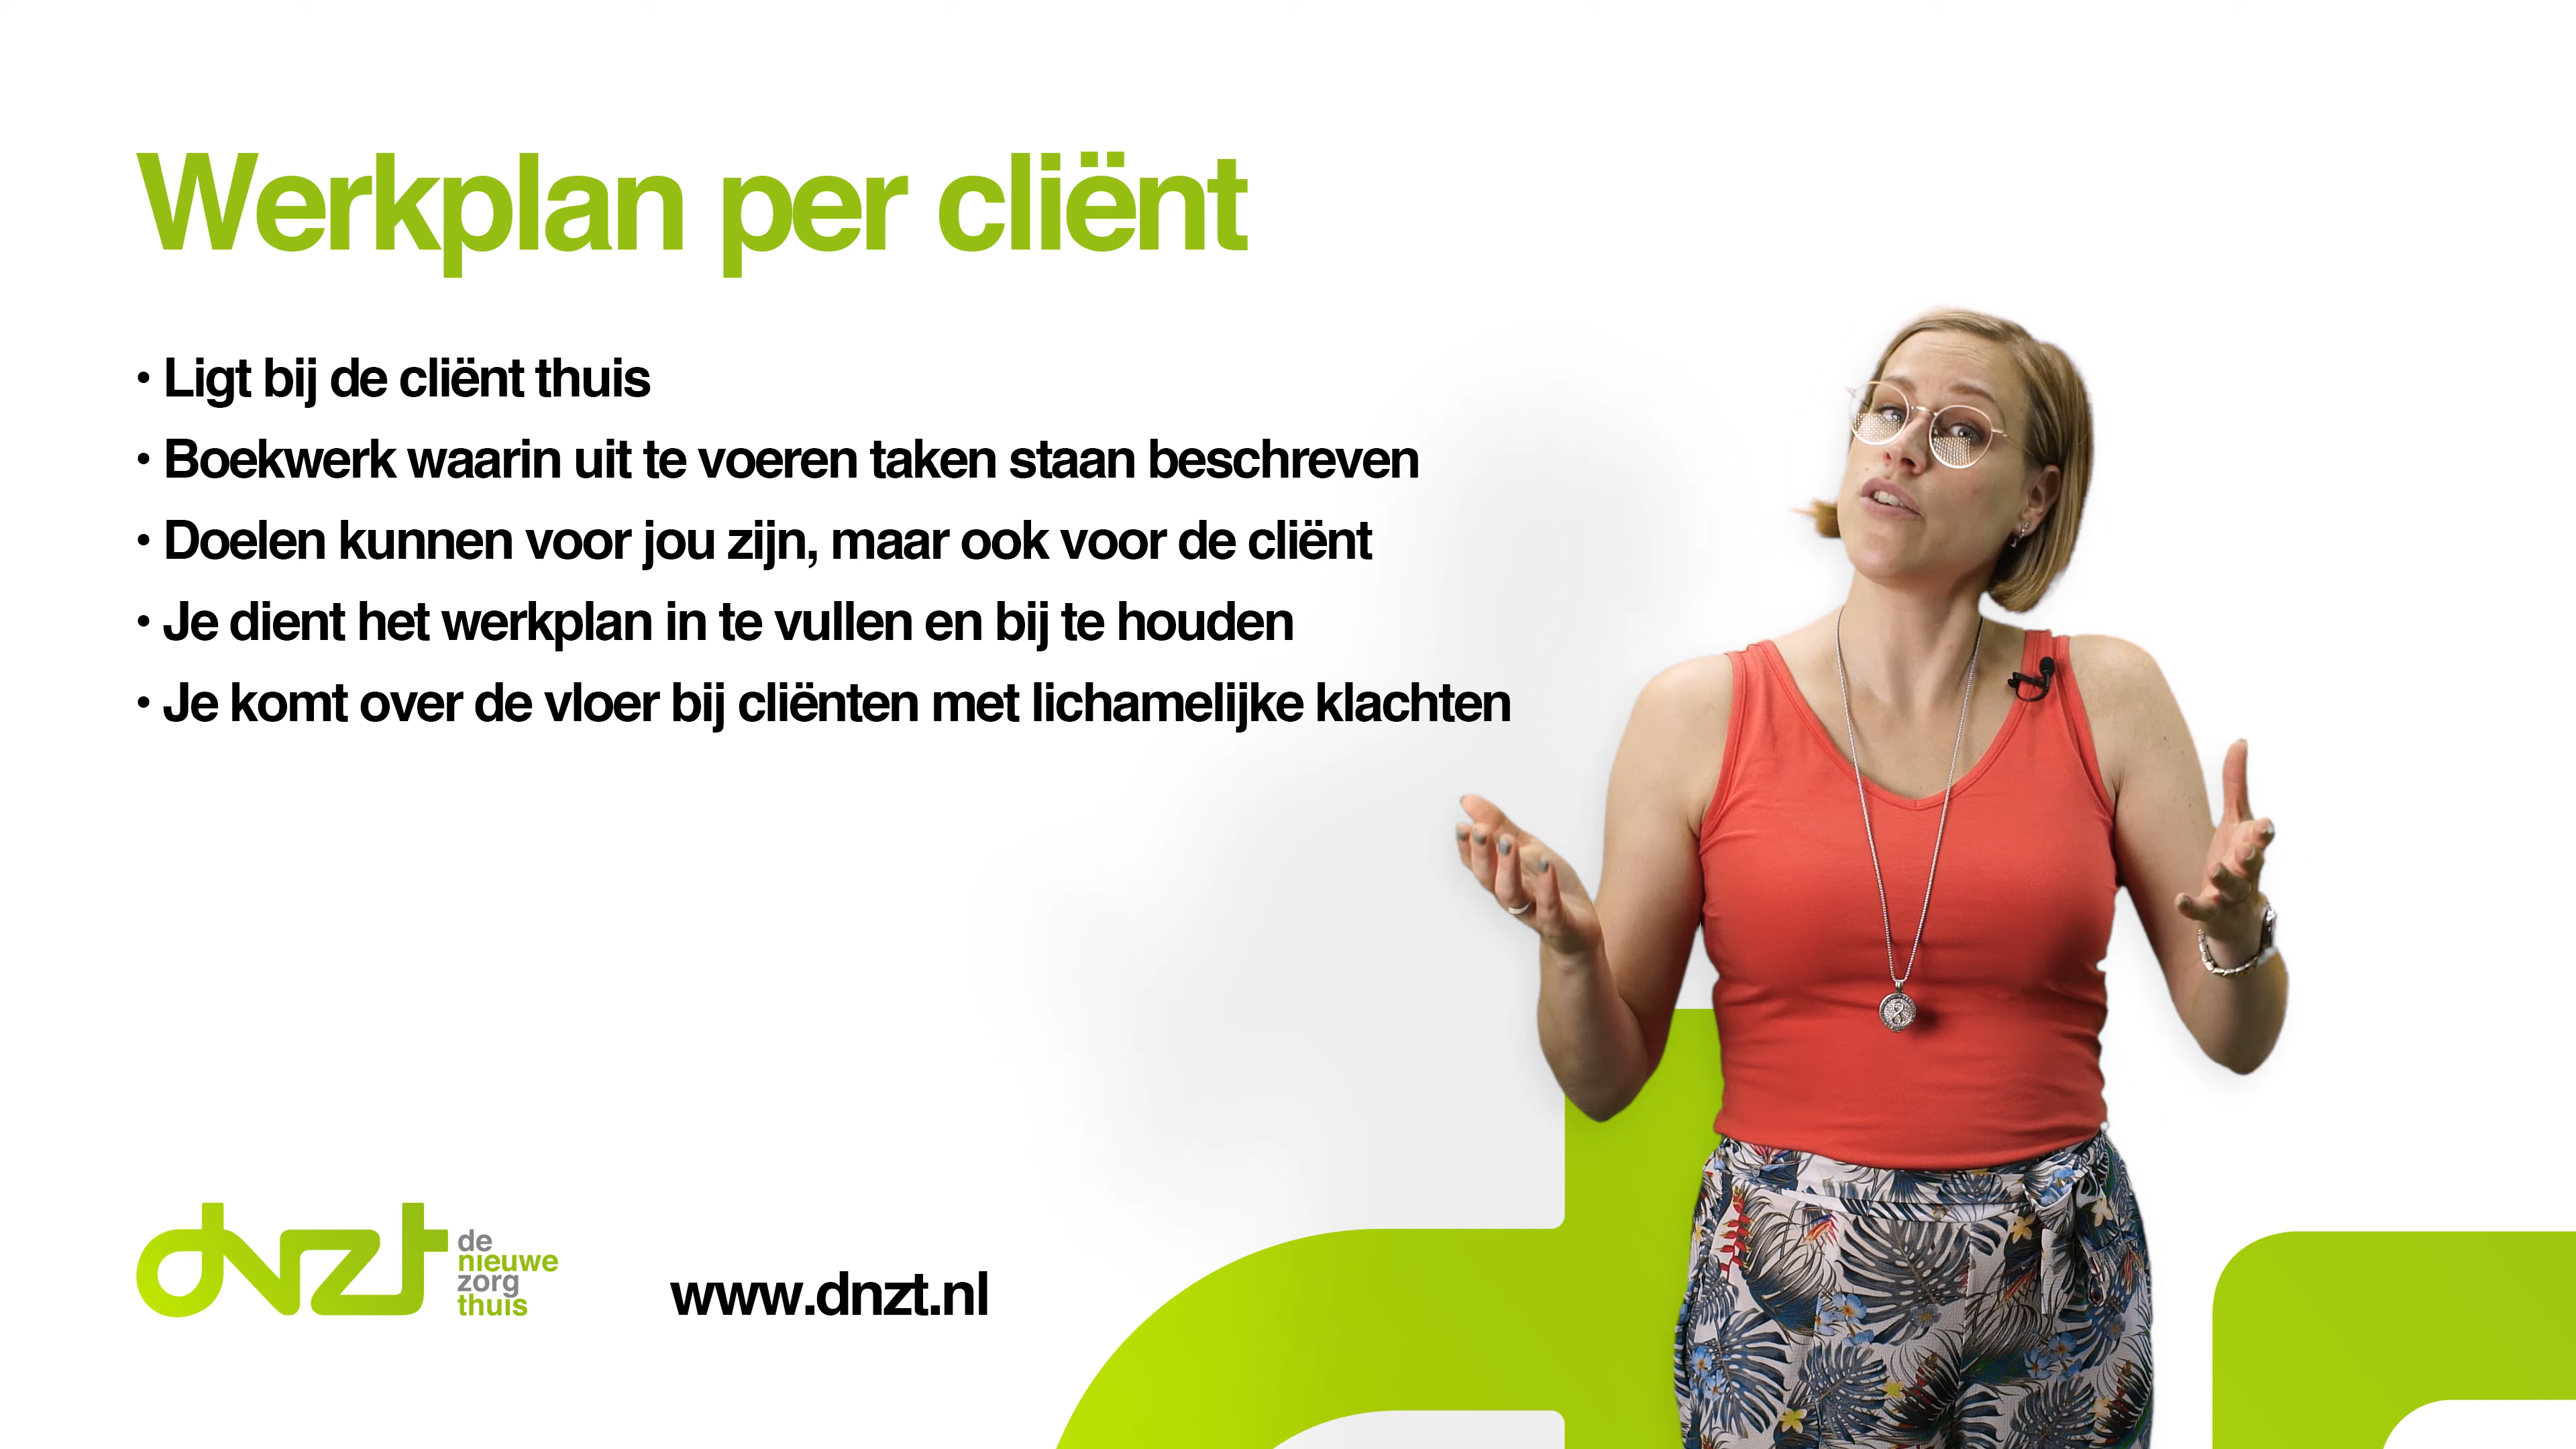 Werkplan per cliënt
• Ligt bij de cliënt thuis
• Boekwerk waarin uit te voeren taken staan beschreven
• Doelen kunnen voor jou zijn, maar ook voor de cliënt
• Je dient het werkplan in te vullen en bij te houden
• Je komt over de vloer bij cliënten met lichamelijke klachten
dnzt
de
nieuwe
zorg
thuis
www.dnzt.nl